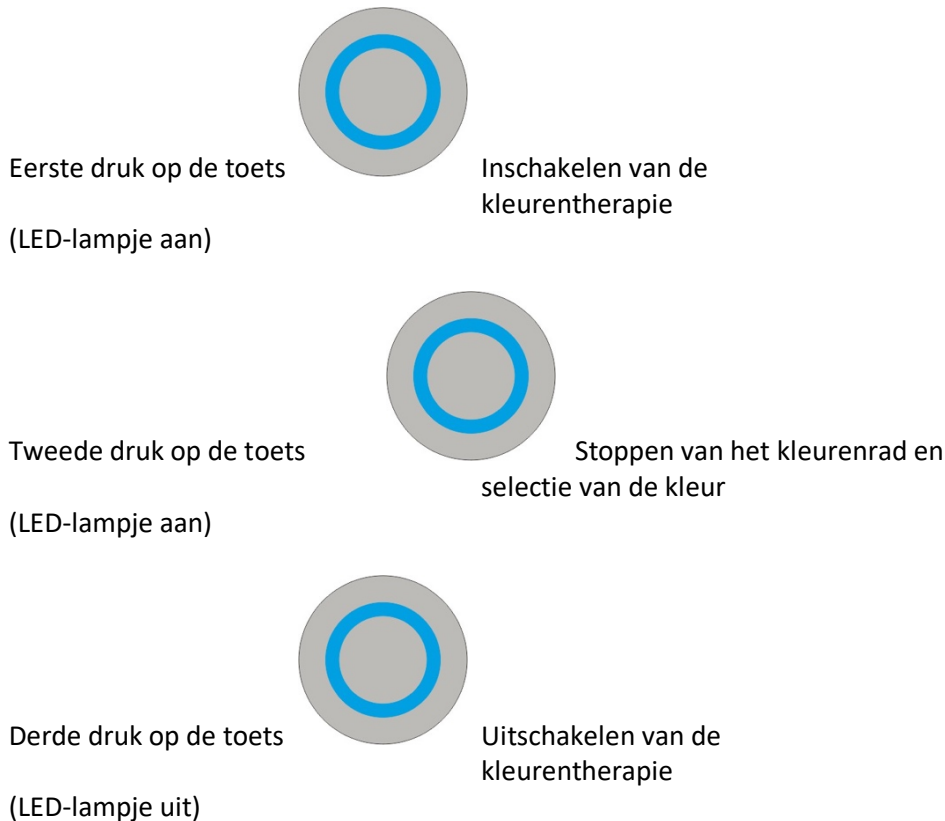 Eerste druk op de toets Inschakelen van de
kleurentherapie
(LED-lampje aan)
Tweede druk op de toets Stoppen van het kleurenrad en
selectie van de kleur
(LED-lampje aan)
Derde druk op de toets Uitschakelen van de
kleurentherapie
(LED-lampje uit)